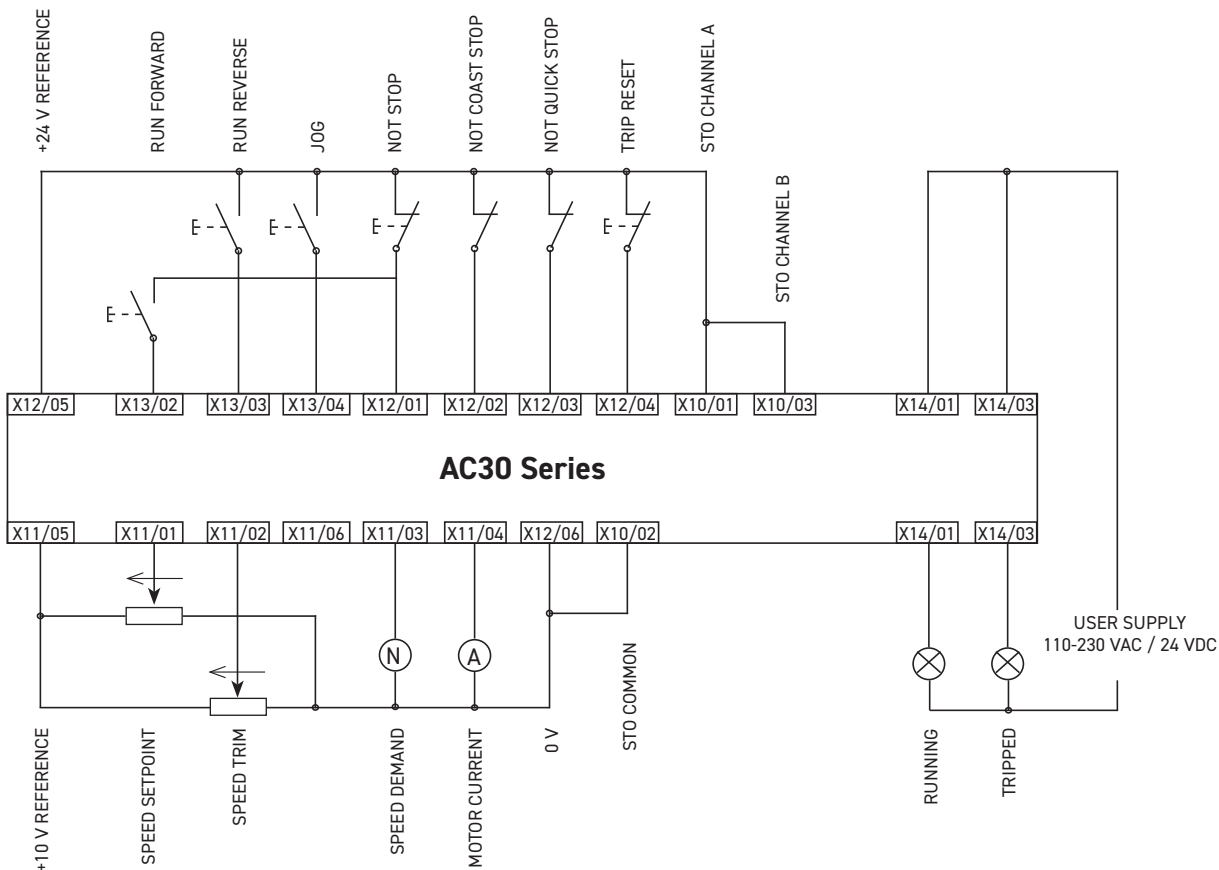 +24 V REFERENCE
RUN FORWARD
RUN REVERSE
JOG
NOT STOP
NOT COAST STOP
NOT QUICK STOP
TRIP RESET
STO CHANNEL A
STO CHANNEL B
X12/05
X13/02
X13/03
X13/04
X12/01
X12/02
X12/03
X12/04
X10/01
X10/03
X14/01
X14/03
AC30 Series
X11/05
X11/01
X11/02
X11/06
X11/03
X11/04
X12/06
X10/02
X14/01
X14/03
N
A
USER SUPPLY
110-230 VAC / 24 VDC
+10 V REFERENCE
SPEED SETPOINT
SPEED TRIM
SPEED DEMAND
MOTOR CURRENT
0 V
STO COMMON
RUNNING
TRIPPED